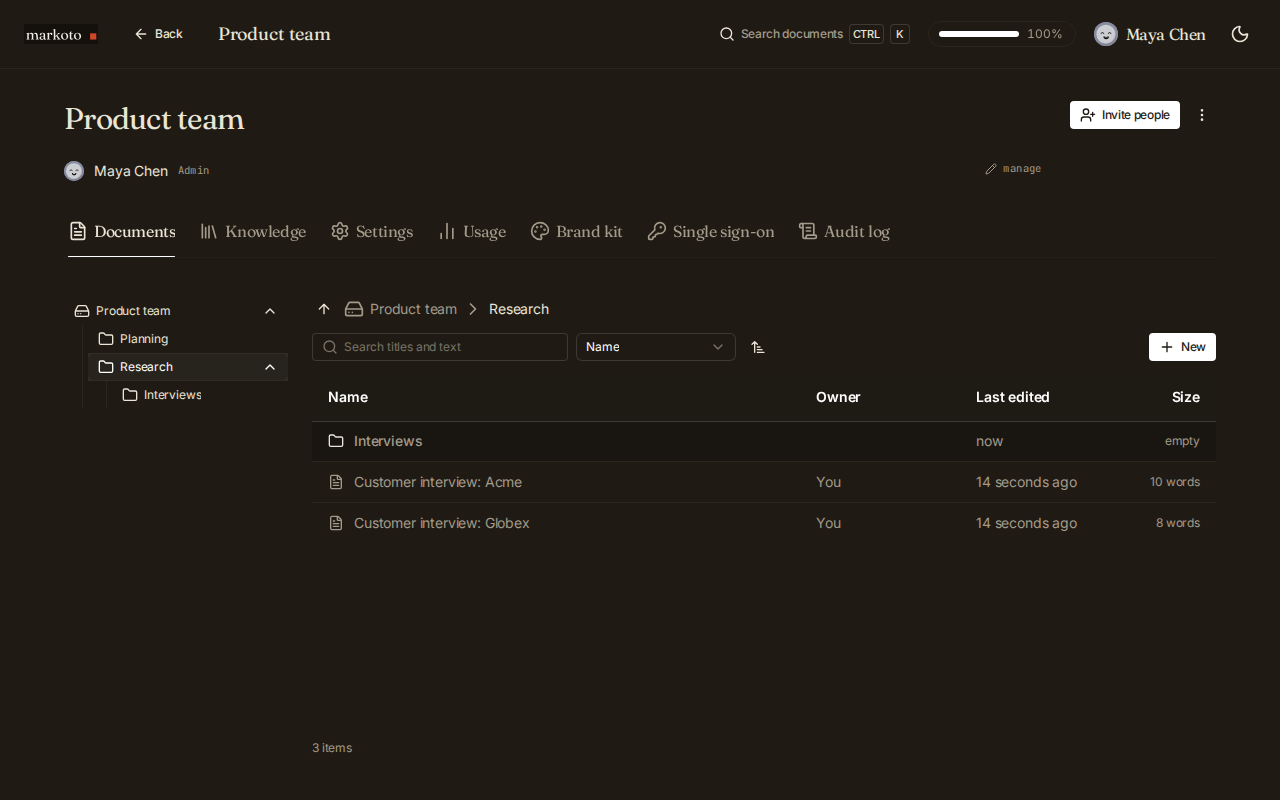 markoto
Back
Product team
Search documents CTRL K
100%
Maya Chen
Product team
Invite people
Maya Chen Admin
manage
Documents Knowledge Settings Usage Brand kit Single sign-on Audit log
Product team
Planning
Research
Interviews
Product team Research
Search titles and text
Name
New
Name Owner Last edited Size
Interviews now empty
Customer interview: Acme You 14 seconds ago 10 words
Customer interview: Globex You 14 seconds ago 8 words
3 items